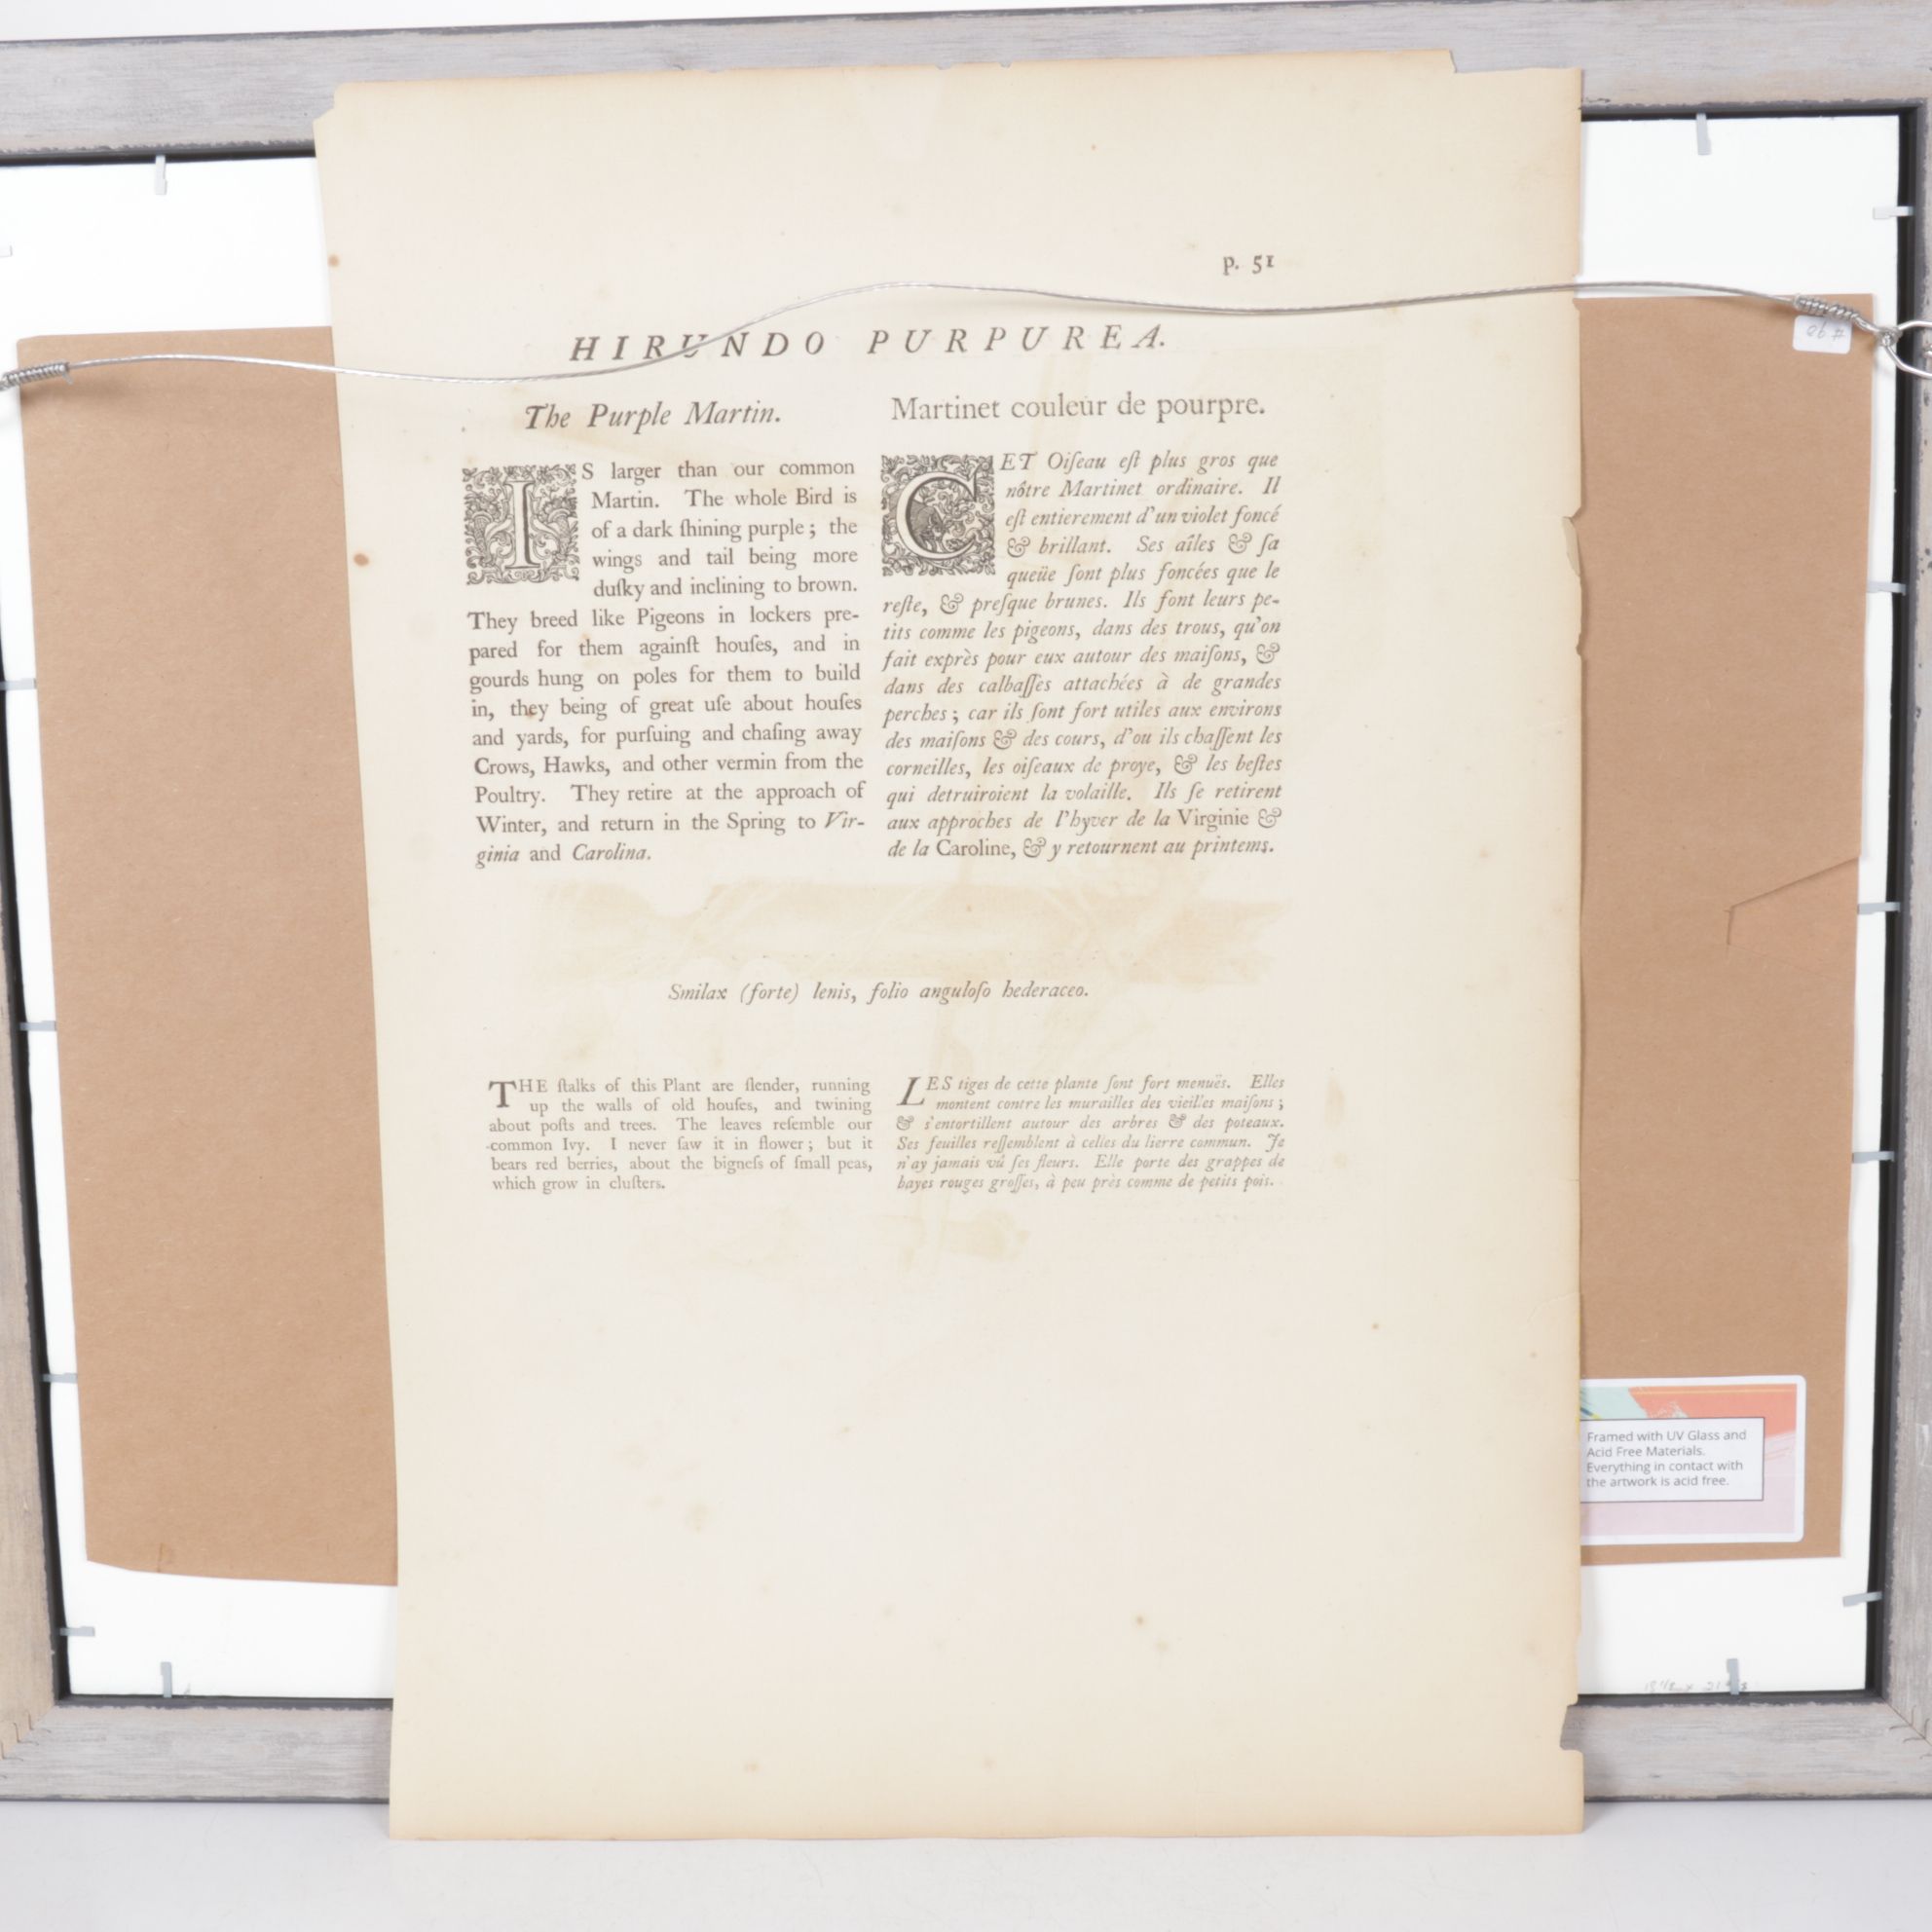 p. 51
HIRUNDO PURPUREA.
The Purple Martin.
IS larger than our common
Martin. The whole Bird is
of a dark ſhining purple; the
wings and tail being more
duſky and inclining to brown.
They breed like Pigeons in lockers pre-
pared for them againſt houſes, and in
gourds hung on poles for them to build
in, they being of great uſe about houſes
and yards, for purſuing and chaſing away
Crows, Hawks, and other vermin from the
Poultry. They retire at the approach of
Winter, and return in the Spring to Vir-
ginia and Carolina.
Martinet couleur de pourpre.
CET Oiſeau eſt plus gros que
nôtre Martinet ordinaire. Il
eſt entierement d'un violet foncé
& brillant. Ses aîles & ſa
queüe ſont plus foncées que le
reſte, & preſque brunes. Ils font leurs pe-
tits comme les pigeons, dans des trous, qu'on
fait exprès pour eux autour des maiſons, &
dans des calbaſſes attachées à de grandes
perches; car ils ſont fort utiles aux environs
des maiſons & des cours, d'ou ils chaſſent les
corneilles, les oiſeaux de proye, & les beſtes
qui detruiroient la volaille. Ils ſe retirent
aux approches de l'hyver de la Virginie &
de la Caroline, & y retournent au printems.
Smilax (forte) lenis, folio anguloſo hederaceo.
THE ſtalks of this Plant are ſlender, running
up the walls of old houſes, and twining
about poſts and trees. The leaves reſemble our
common Ivy. I never ſaw it in flower; but it
bears red berries, about the bigneſs of ſmall peas,
which grow in cluſters.
LES tiges de cette plante ſont fort menuës. Elles
montent contre les murailles des vieilles maiſons;
& s'entortillent autour des arbres & des poteaux.
Ses feuilles reſſemblent à celles du lierre commun. Je
n'ay jamais vû ſes fleurs. Elle porte des grappes de
bayes rouges groſſes, à peu près comme de petits pois.
Framed with UV Glass and
Acid Free Materials.
Everything in contact with
the artwork is acid free.